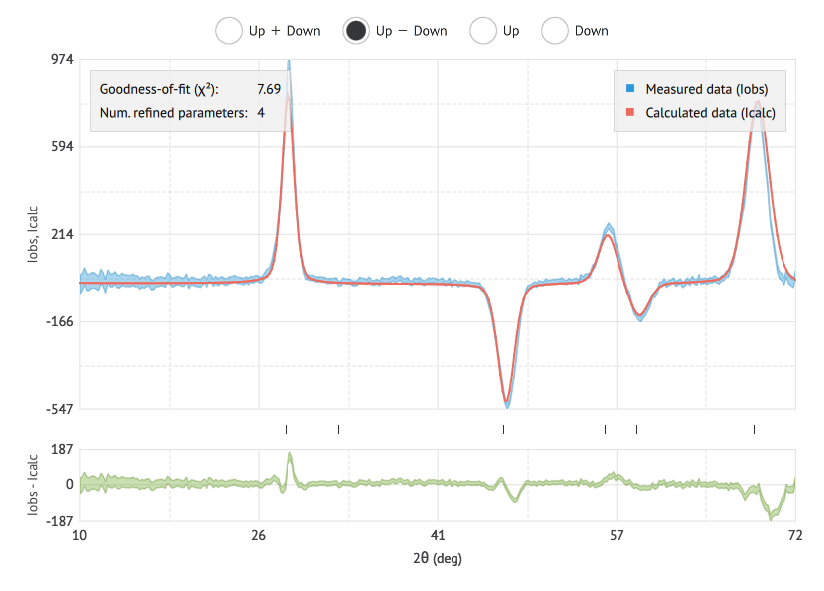 Up + Down Up − Down Up Down
974
Goodness-of-fit (χ²): 7.69
Num. refined parameters: 4
Measured data (Iobs)
Calculated data (Icalc)
594
214
-166
-547
Iobs, Icalc
187
0
-187
Iobs - Icalc
10 26 41 57 72
2θ (deg)